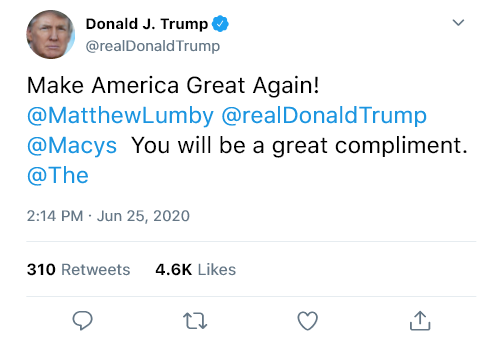 Donald J. Trump
@realDonaldTrump
Make America Great Again!
@MatthewLumby @realDonaldTrump
@Macys You will be a great compliment.
@The
2:14 PM · Jun 25, 2020
310 Retweets 4.6K Likes